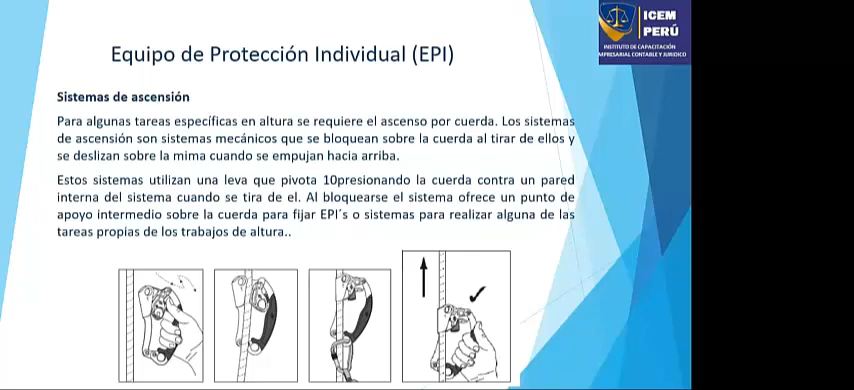 ICEM
PERÚ
INSTITUTO DE CAPACITACIÓN
MPRESARIAL CONTABLE Y JURIDICO
Equipo de Protección Individual (EPI)
Sistemas de ascensión
Para algunas tareas específicas en altura se requiere el ascenso por cuerda. Los sistemas
de ascensión son sistemas mecánicos que se bloquean sobre la cuerda al tirar de ellos y
se deslizan sobre la mima cuando se empujan hacia arriba.
Estos sistemas utilizan una leva que pivota 10presionando la cuerda contra un pared
interna del sistema cuando se tira de el. Al bloquearse el sistema ofrece un punto de
apoyo intermedio sobre la cuerda para fijar EPI´s o sistemas para realizar alguna de las
tareas propias de los trabajos de altura..